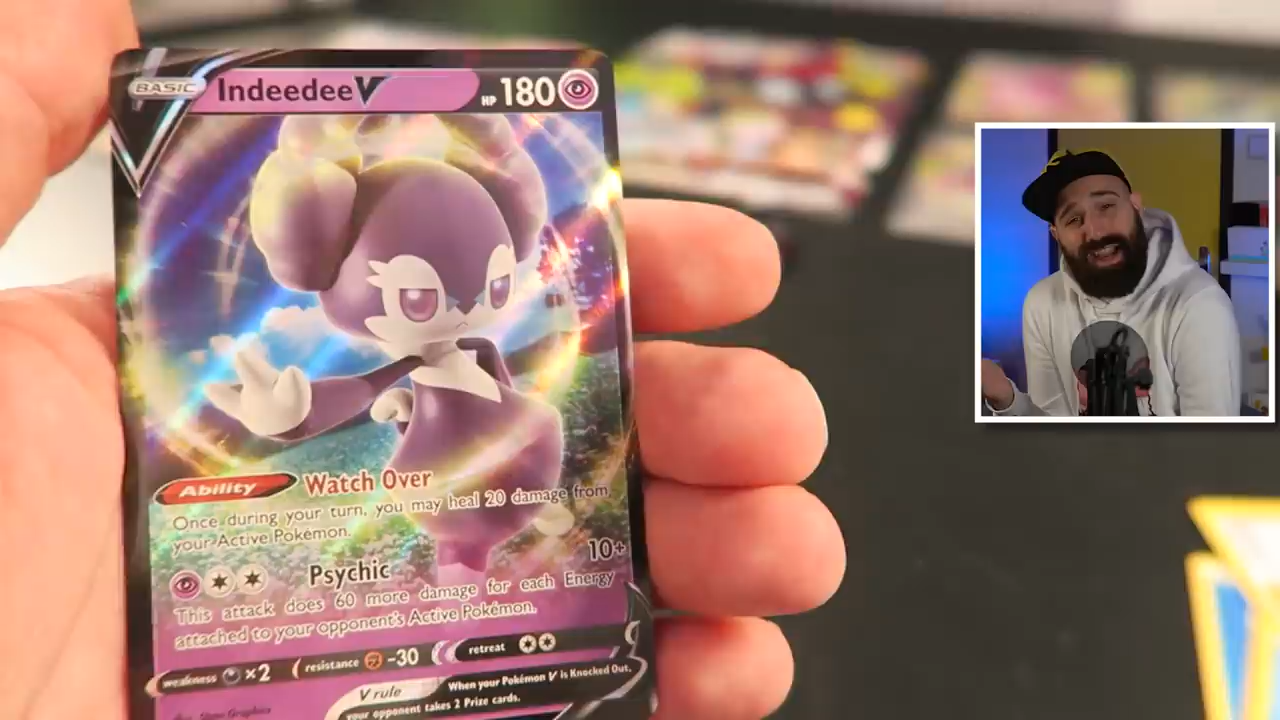 BASIC IndeedeeV HP 180
Ability Watch Over
Once during your turn, you may heal 20 damage from
your Active Pokémon.
Psychic 10+
This attack does 60 more damage for each Energy
attached to your opponent's Active Pokémon.
weakness ×2 resistance -30 retreat
V rule When your Pokémon V is Knocked Out,
your opponent takes 2 Prize cards.